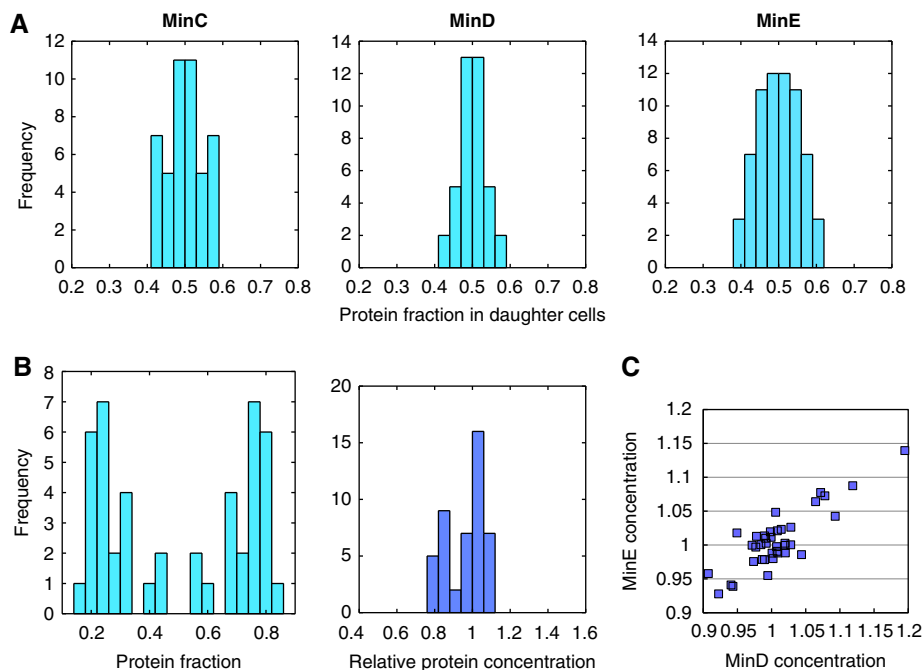 A
MinC
MinD
MinE
Frequency
12
10
8
6
4
2
0
0.2 0.3 0.4 0.5 0.6 0.7 0.8
14
12
10
8
6
4
2
0
0.2 0.3 0.4 0.5 0.6 0.7 0.8
14
12
10
8
6
4
2
0
0.2 0.3 0.4 0.5 0.6 0.7 0.8
Protein fraction in daughter cells
B
Frequency
8
7
6
5
4
3
2
1
0
0.2 0.4 0.6 0.8
Protein fraction
20
15
10
5
0
0.4 0.6 0.8 1 1.2 1.4 1.6
Relative protein concentration
C
MinE concentration
1.2
1.15
1.1
1.05
1
0.95
0.9
0.9 0.95 1 1.05 1.1 1.15 1.2
MinD concentration